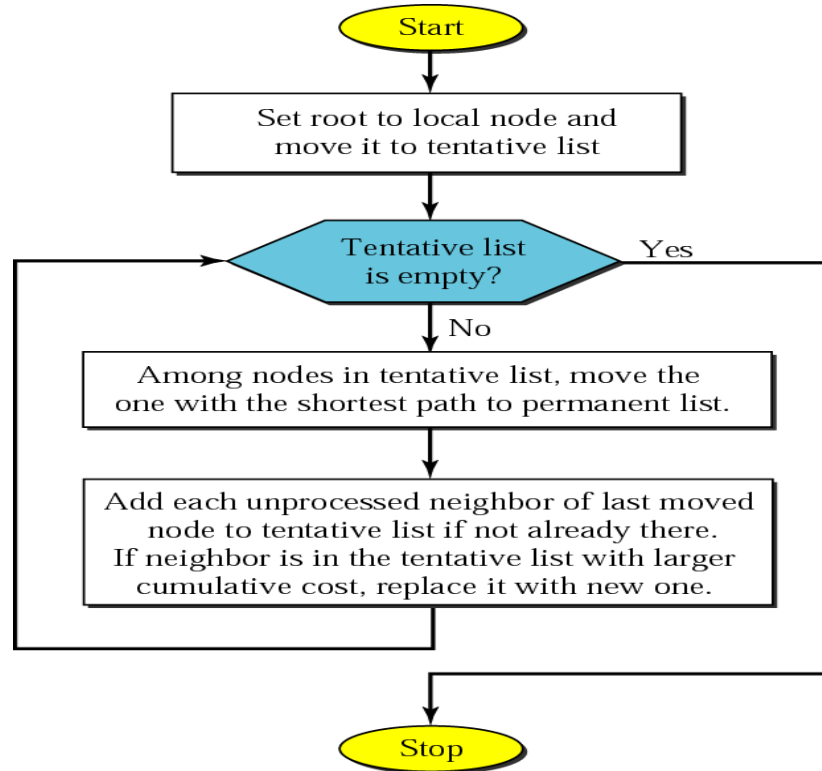 Start
Set root to local node and
move it to tentative list
Tentative list
is empty?
Yes
No
Among nodes in tentative list, move the
one with the shortest path to permanent list.
Add each unprocessed neighbor of last moved
node to tentative list if not already there.
If neighbor is in the tentative list with larger
cumulative cost, replace it with new one.
Stop